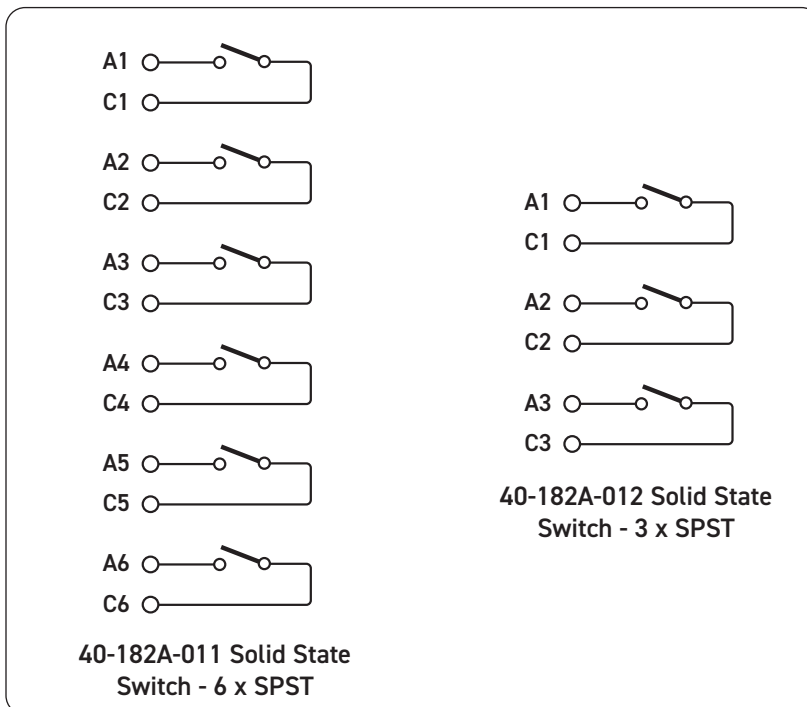 A1
C1
A2
C2
A3
C3
A4
C4
A5
C5
A6
C6
40-182A-011 Solid State
Switch - 6 x SPST
A1
C1
A2
C2
A3
C3
40-182A-012 Solid State
Switch - 3 x SPST